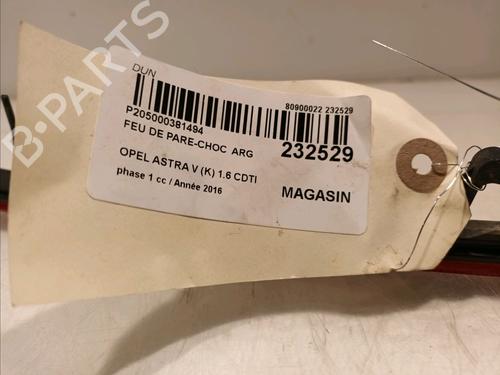 DUN
80900022 232529
P205000381494
FEU DE PARE-CHOC ARG
232529
OPEL ASTRA V (K) 1.6 CDTI
phase 1 cc / Année 2016
MAGASIN
B-PARTS